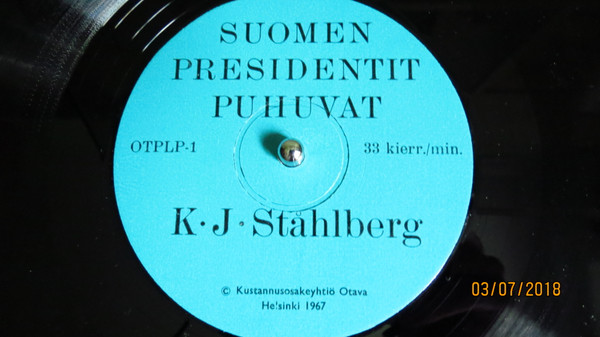 SUOMEN
PRESIDENTIT
PUHUVAT
OTPLP-1
33 kierr./min.
K·J·Ståhlberg
© Kustannusosakeyhtiö Otava
Helsinki 1967
03/07/2018